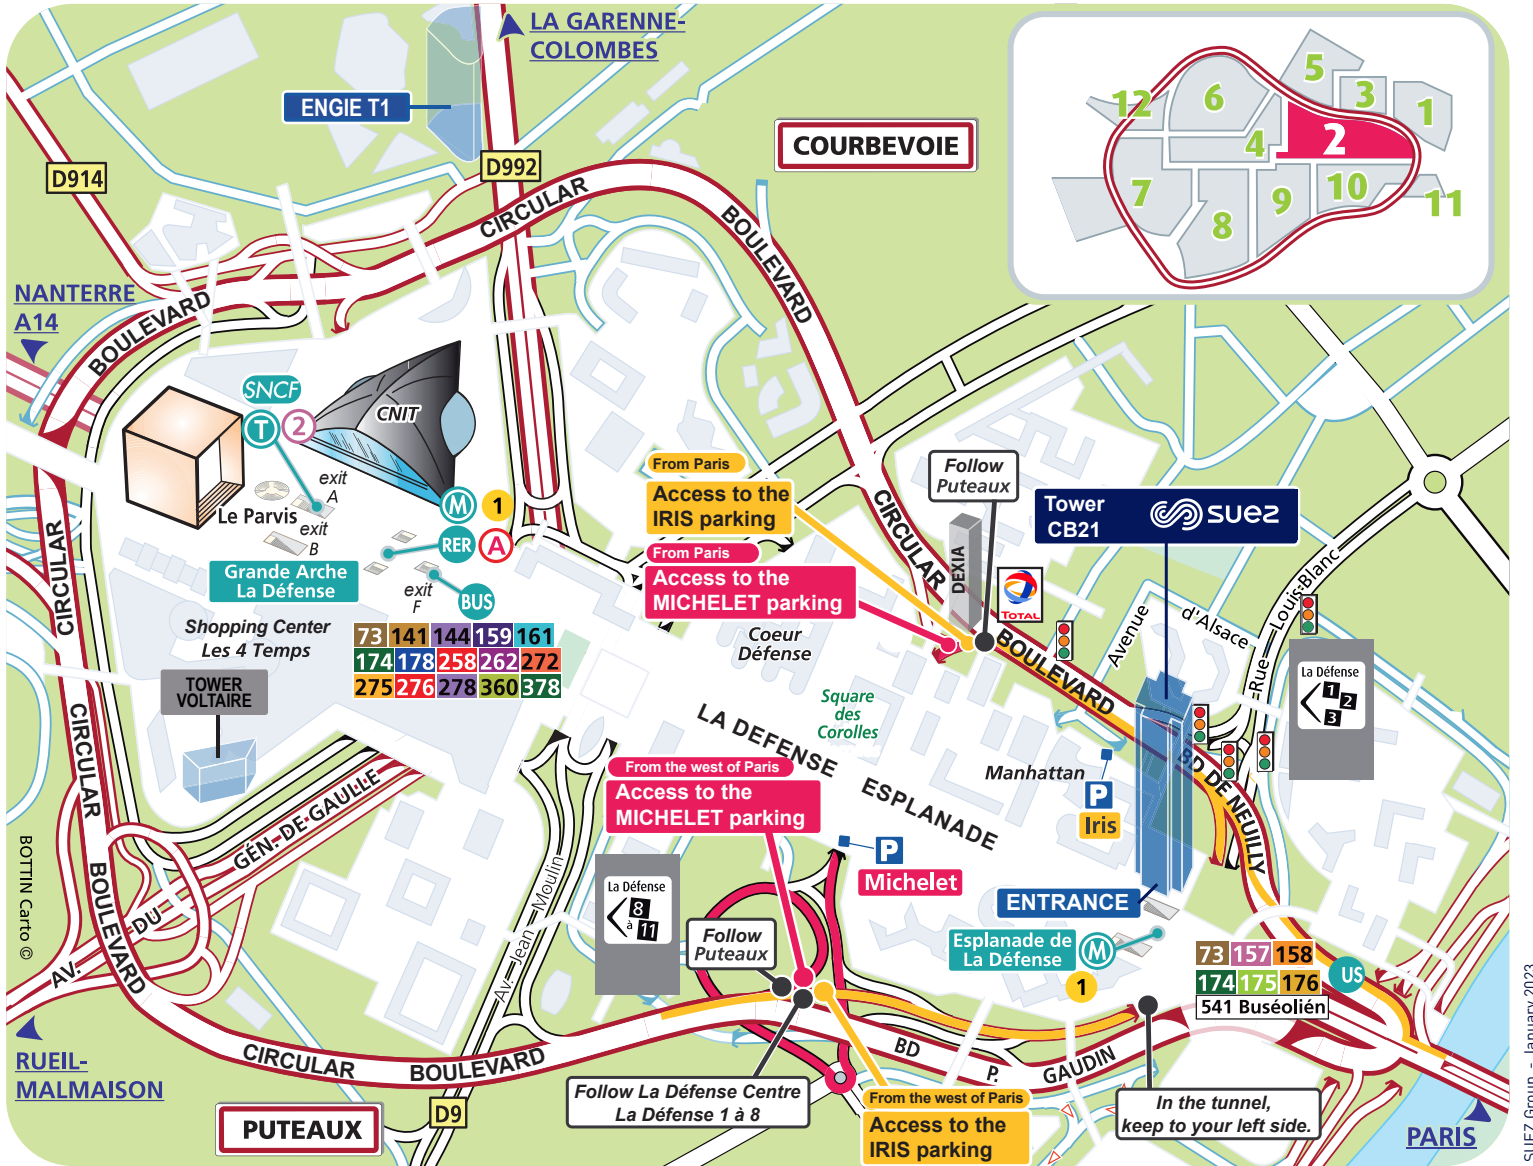 LA GARENNE-
COLOMBES
ENGIE T1
COURBEVOIE
D914
D992
5
6
3
1
12
4
2
7
10
9
8
11
CIRCULAR
BOULEVARD
NANTERRE
A14
BOULEVARD
SNCF
T
2
CNIT
exit
A
Le Parvis
exit
B
M
1
RER
A
Grande Arche
La Défense
exit
F
BUS
Shopping Center
Les 4 Temps
73 141 144 159 161
174 178 258 262 272
275 276 278 360 378
TOWER
VOLTAIRE
From Paris
Access to the
IRIS parking
From Paris
Access to the
MICHELET parking
Follow
Puteaux
CIRCULAR
DEXIA
TOTAL
BOULEVARD
Tower
CB21
suez
Avenue
d'Alsace
Rue
Louis Blanc
La Défense
1
2
3
Coeur
Défense
Square
des
Corolles
LA DEFENSE
ESPLANADE
Manhattan
P
Iris
BD DE NEUILLY
CIRCULAR
CIRCULAR
BOULEVARD
AV.
DU
GÉN. DE GAULLE
Av. Jean Moulin
From the west of Paris
Access to the
MICHELET parking
P
Michelet
La Défense
8
à
11
Follow
Puteaux
ENTRANCE
Esplanade de
La Défense
M
1
73 157 158
174 175 176
541 Buséolien
US
BOTTIN Carto ©
RUEIL-
MALMAISON
CIRCULAR
BOULEVARD
BD
P.
GAUDIN
Follow La Défense Centre
La Défense 1 à 8
From the west of Paris
Access to the
IRIS parking
In the tunnel,
keep to your left side.
D9
PUTEAUX
PARIS
SUEZ Group - January 2023